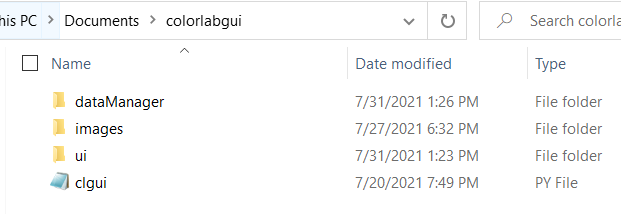 his PC > Documents > colorlabgui
Search colorla
Name Date modified Type
dataManager 7/31/2021 1:26 PM File folder
images 7/27/2021 6:32 PM File folder
ui 7/31/2021 1:23 PM File folder
clgui 7/20/2021 7:49 PM PY File